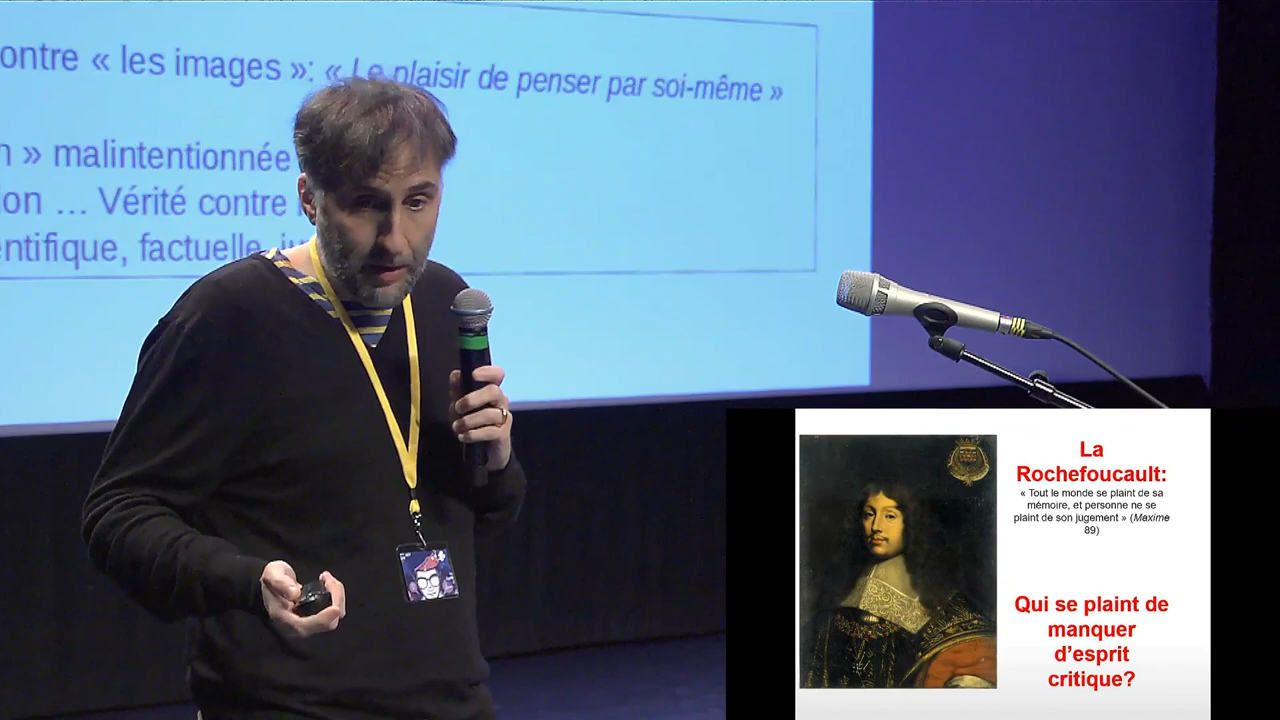 ontre « les images »: « Le plaisir de penser par soi-même »
n » malintentionnée
ion … Vérité contre
entifique, factuelle,
La
Rochefoucault:
« Tout le monde se plaint de sa
mémoire, et personne ne se
plaint de son jugement » (Maxime
89)
Qui se plaint de
manquer
d’esprit
critique?